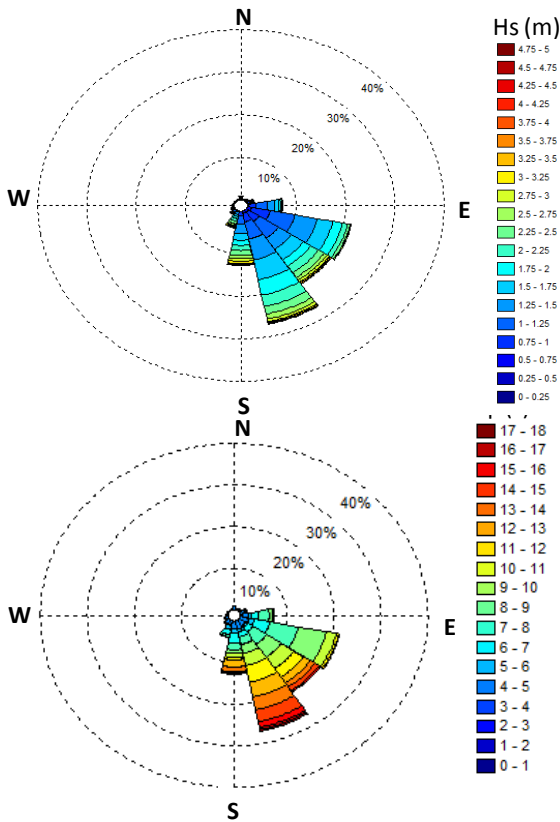 N
Hs (m)
40%
30%
20%
10%
W
E
S
4.75 - 5
4.5 - 4.75
4.25 - 4.5
4 - 4.25
3.75 - 4
3.5 - 3.75
3.25 - 3.5
3 - 3.25
2.75 - 3
2.5 - 2.75
2.25 - 2.5
2 - 2.25
1.75 - 2
1.5 - 1.75
1.25 - 1.5
1 - 1.25
0.75 - 1
0.5 - 0.75
0.25 - 0.5
0 - 0.25
N
40%
30%
20%
10%
W
E
S
17 - 18
16 - 17
15 - 16
14 - 15
13 - 14
12 - 13
11 - 12
10 - 11
9 - 10
8 - 9
7 - 8
6 - 7
5 - 6
4 - 5
3 - 4
2 - 3
1 - 2
0 - 1